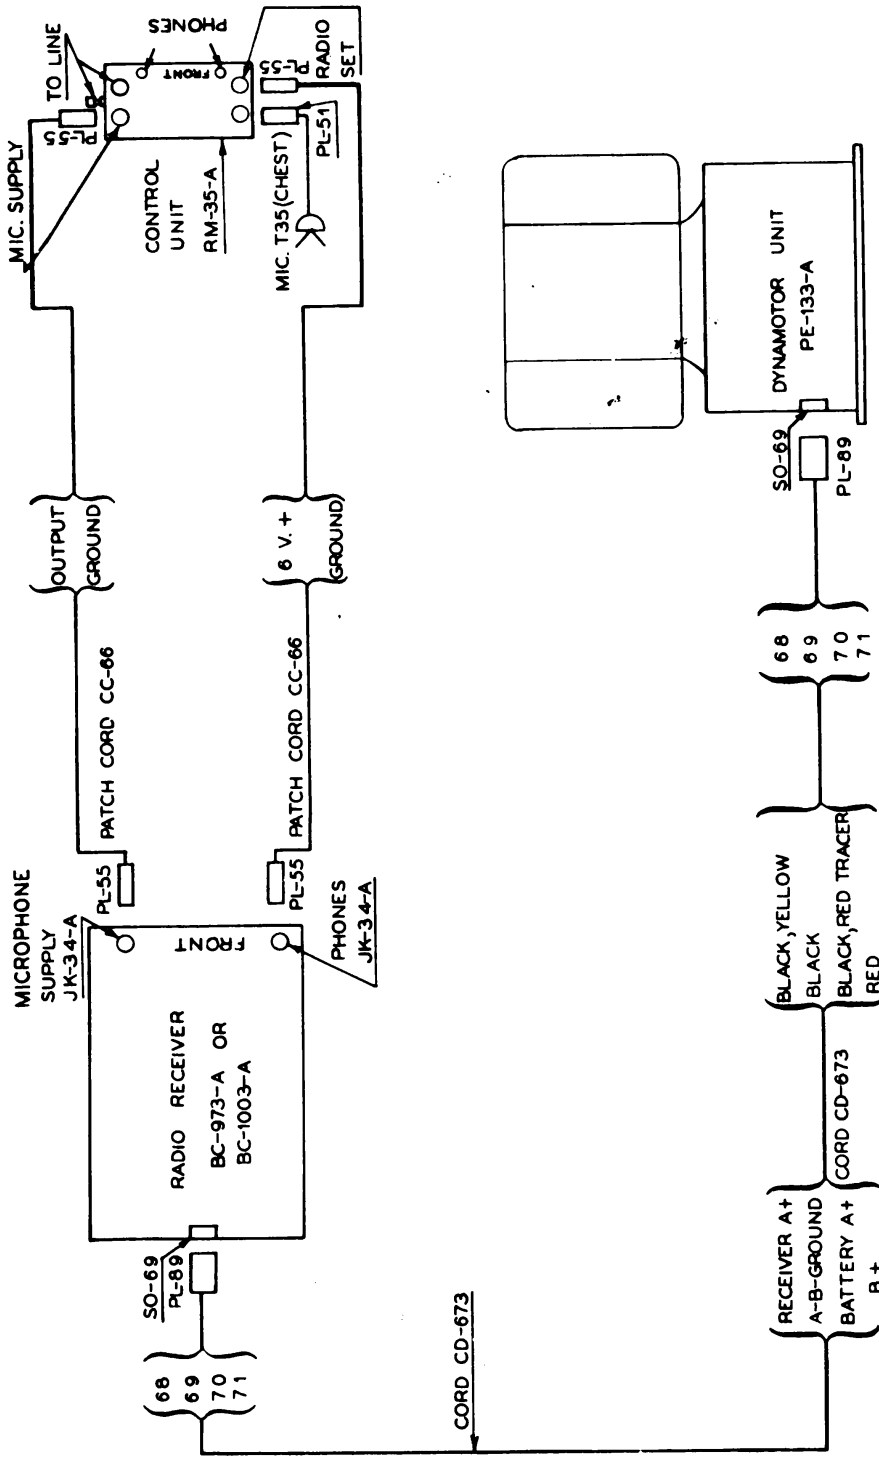 MICROPHONE
SUPPLY
JK-34-A
RADIO RECEIVER
BC-973-A OR
BC-1003-A
FRONT
PHONES
JK-34-A
SO-69
PL-89
68
69
70
71
PL-55
PATCH CORD CC-66
OUTPUT
GROUND
PL-55
PATCH CORD CC-66
6 V. +
GROUND
MIC. SUPPLY
TO LINE
PL-55
PHONES
FRONT
CONTROL
UNIT
RM-35-A
PL-55
RADIO
SET
MIC. T35 (CHEST)
PL-51
CORD CD-673
RECEIVER A+
A-B-GROUND
BATTERY A+
B+
CORD CD-673
BLACK, YELLOW
BLACK
BLACK, RED TRACER
RED
68
69
70
71
SO-69
PL-89
DYNAMOTOR UNIT
PE-133-A